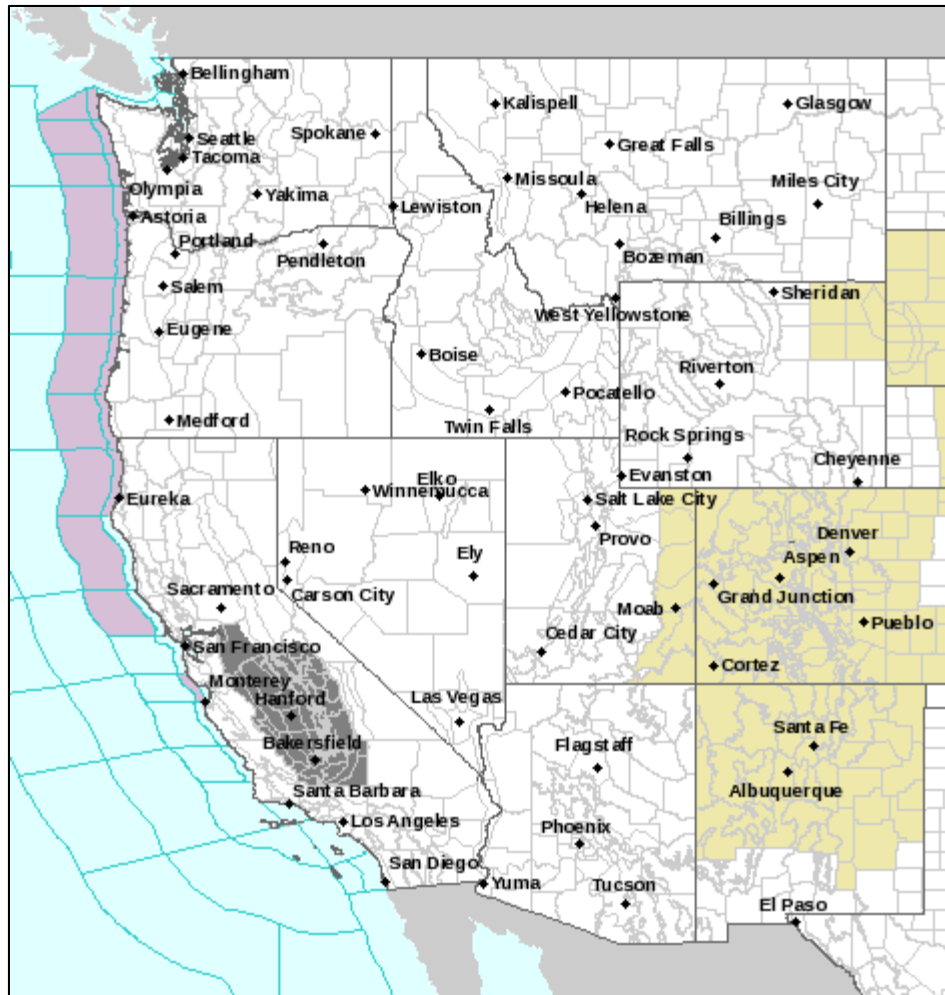 Bellingham
Kalispell
Glasgow
Seattle
Spokane
Great Falls
Tacoma
Olympia
Missoula
Miles City
Yakima
Lewiston
Helena
Astoria
Billings
Portland
Pendleton
Bozeman
Salem
Sheridan
West Yellowstone
Eugene
Boise
Riverton
Pocatello
Medford
Twin Falls
Rock Springs
Cheyenne
Elko
Evanston
Winnemucca
Eureka
Salt Lake City
Denver
Provo
Reno
Ely
Aspen
Sacramento
Carson City
Grand Junction
Moab
Pueblo
San Francisco
Cedar City
Cortez
Monterey
Hanford
Las Vegas
Santa Fe
Bakersfield
Flagstaff
Albuquerque
Santa Barbara
Los Angeles
Phoenix
San Diego
Yuma
Tucson
El Paso